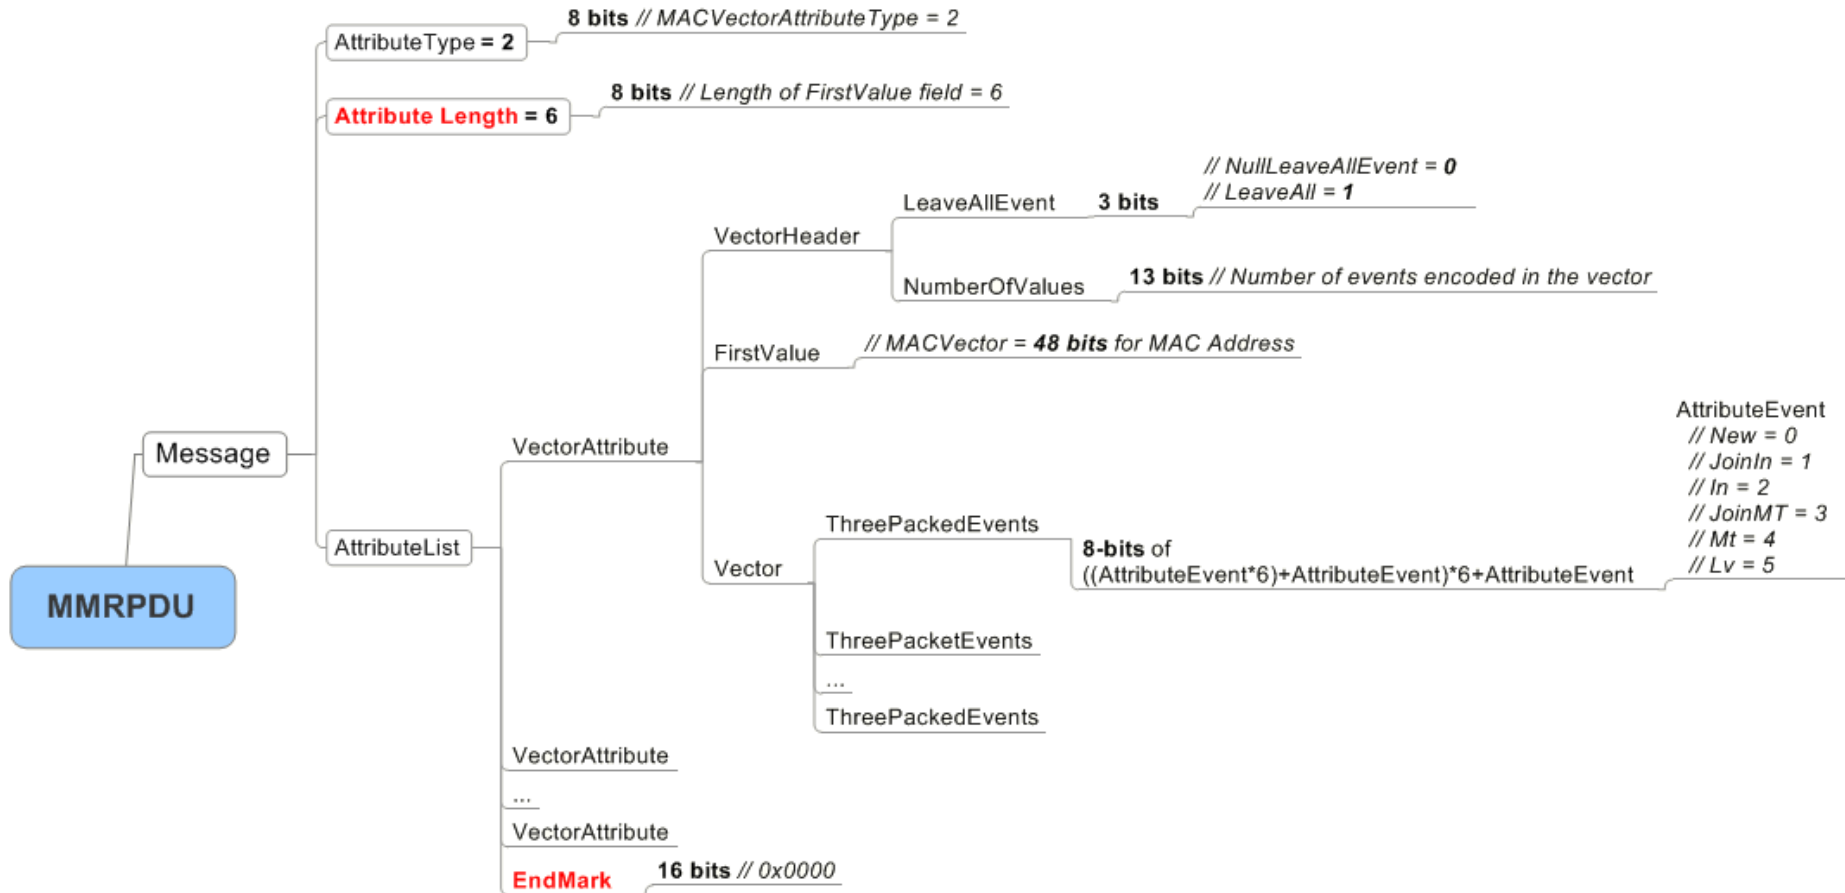 8 bits // MACVectorAttributeType = 2
AttributeType = 2
8 bits // Length of FirstValue field = 6
Attribute Length = 6
// NullLeaveAllEvent = 0
// LeaveAll = 1
LeaveAllEvent
3 bits
VectorHeader
NumberOfValues
13 bits // Number of events encoded in the vector
FirstValue
// MACVector = 48 bits for MAC Address
AttributeEvent
// New = 0
// JoinIn = 1
// In = 2
// JoinMT = 3
// Mt = 4
// Lv = 5
VectorAttribute
Message
ThreePackedEvents
8-bits of
((AttributeEvent*6)+AttributeEvent)*6+AttributeEvent
AttributeList
Vector
MMRPDU
ThreePacketEvents
...
ThreePackedEvents
VectorAttribute
...
VectorAttribute
EndMark
16 bits // 0x0000